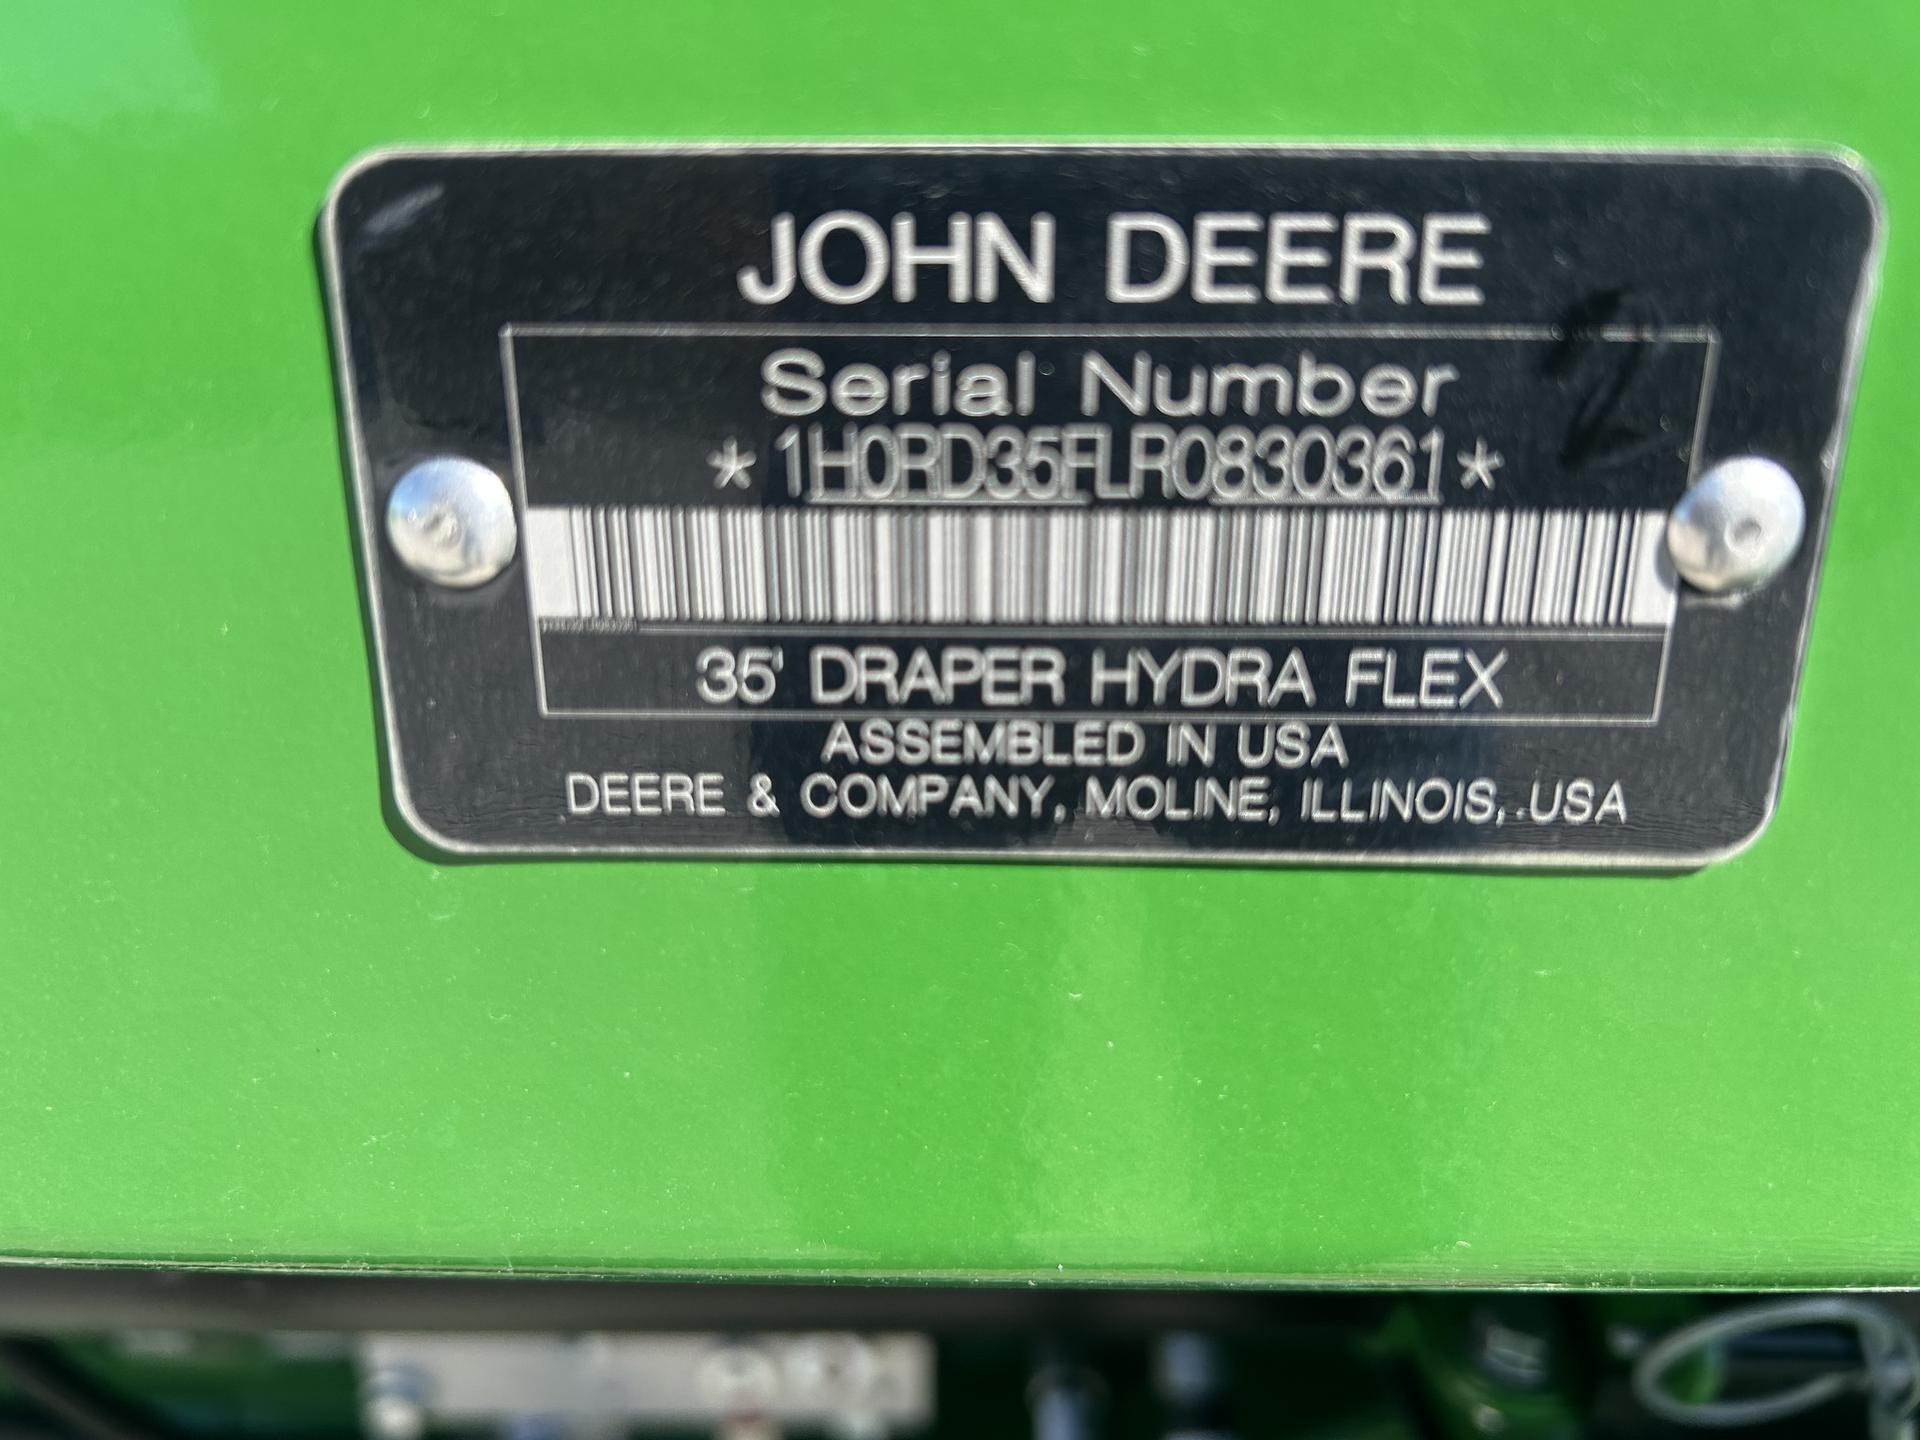 JOHN DEERE
Serial Number
*1H0RD35FLR0830361*
35' DRAPER HYDRA FLEX
ASSEMBLED IN USA
DEERE & COMPANY, MOLINE, ILLINOIS, USA